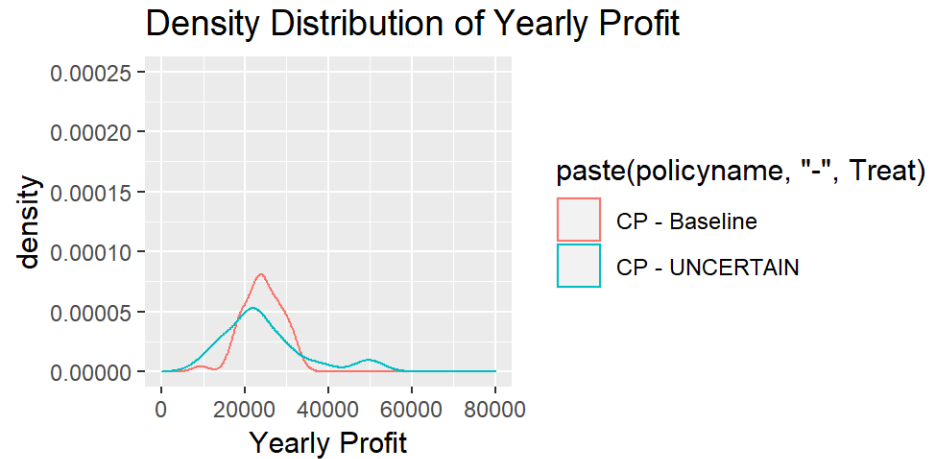 Density Distribution of Yearly Profit
0.00025
0.00020
0.00015
0.00010
0.00005
0.00000
density
0 20000 40000 60000 80000
Yearly Profit
paste(policyname, "-", Treat)
CP - Baseline
CP - UNCERTAIN